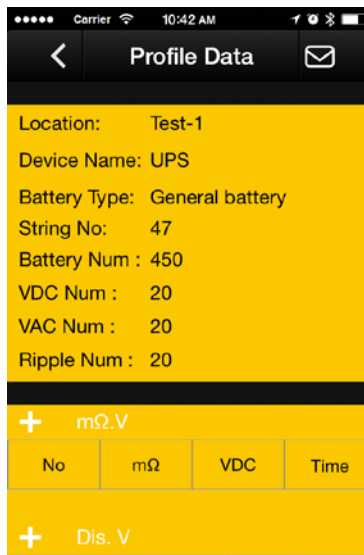 Carrier 10:42 AM
Profile Data
Location: Test-1
Device Name: UPS
Battery Type: General battery
String No: 47
Battery Num : 450
VDC Num : 20
VAC Num : 20
Ripple Num : 20
+ mΩ.V
No mΩ VDC Time
+ Dis. V